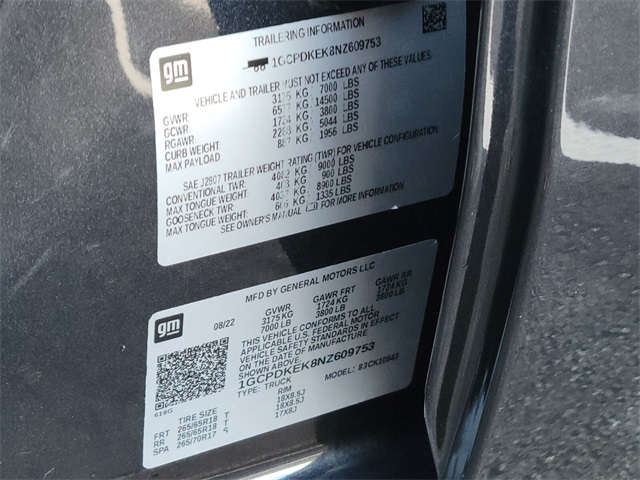 gm
TRAILERING INFORMATION
1GCPDKEK8NZ609753
VEHICLE AND TRAILER MUST NOT EXCEED ANY OF THESE VALUES.
GVWR: 3175 KG 7000 LBS
GCWR: 6577 KG 14500 LBS
RGAWR: 1724 KG 3800 LBS
CURB WEIGHT: 2288 KG 5044 LBS
MAX PAYLOAD: 887 KG 1956 LBS
SAE J2807 TRAILER WEIGHT RATING (TWR) FOR VEHICLE CONFIGURATION
CONVENTIONAL TWR: 4082 KG 9000 LBS
MAX TONGUE WEIGHT: 408 KG 900 LBS
GOOSENECK TWR: 4037 KG 8900 LBS
MAX TONGUE WEIGHT: 606 KG 1335 LBS
SEE OWNER'S MANUAL FOR MORE INFORMATION
gm
MFD BY GENERAL MOTORS LLC
08/22 GVWR GAWR FRT GAWR RR
3175 KG 1724 KG 1724 KG
7000 LB 3800 LB 3800 LB
THIS VEHICLE CONFORMS TO ALL
APPLICABLE U.S. FEDERAL MOTOR
VEHICLE SAFETY STANDARDS IN
EFFECT ON THE DATE OF MANUFACTURE
SHOWN ABOVE.
1GCPDKEK8NZ609753
TYPE: TRUCK MODEL:
618G
TIRE SIZE RIM
FRT 265/65R18 T 18X8.5J
RR 265/65R18 T 18X8.5J
SPA 265/70R17 S 17X8J